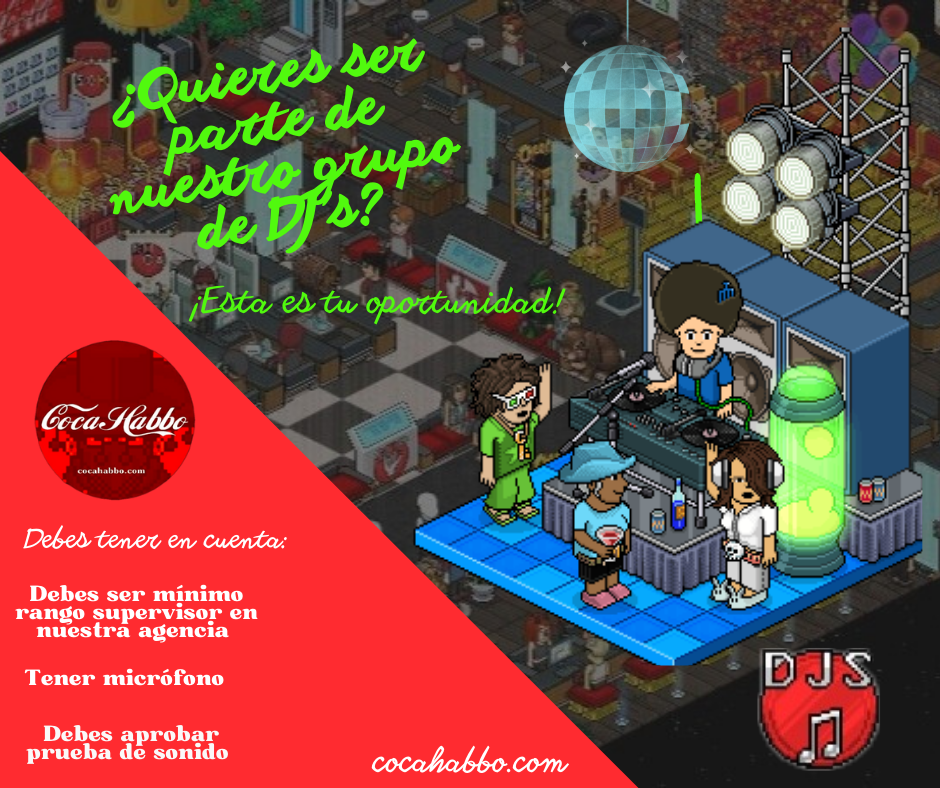 ¿Quieres ser
parte de
nuestro grupo
de DJ's?
¡Esta es tu oportunidad!
CocaHabbo
cocahabbo.com
Debes tener en cuenta:
Debes ser mínimo
rango supervisor en
nuestra agencia
Tener micrófono
Debes aprobar
prueba de sonido
cocahabbo.com
DJS